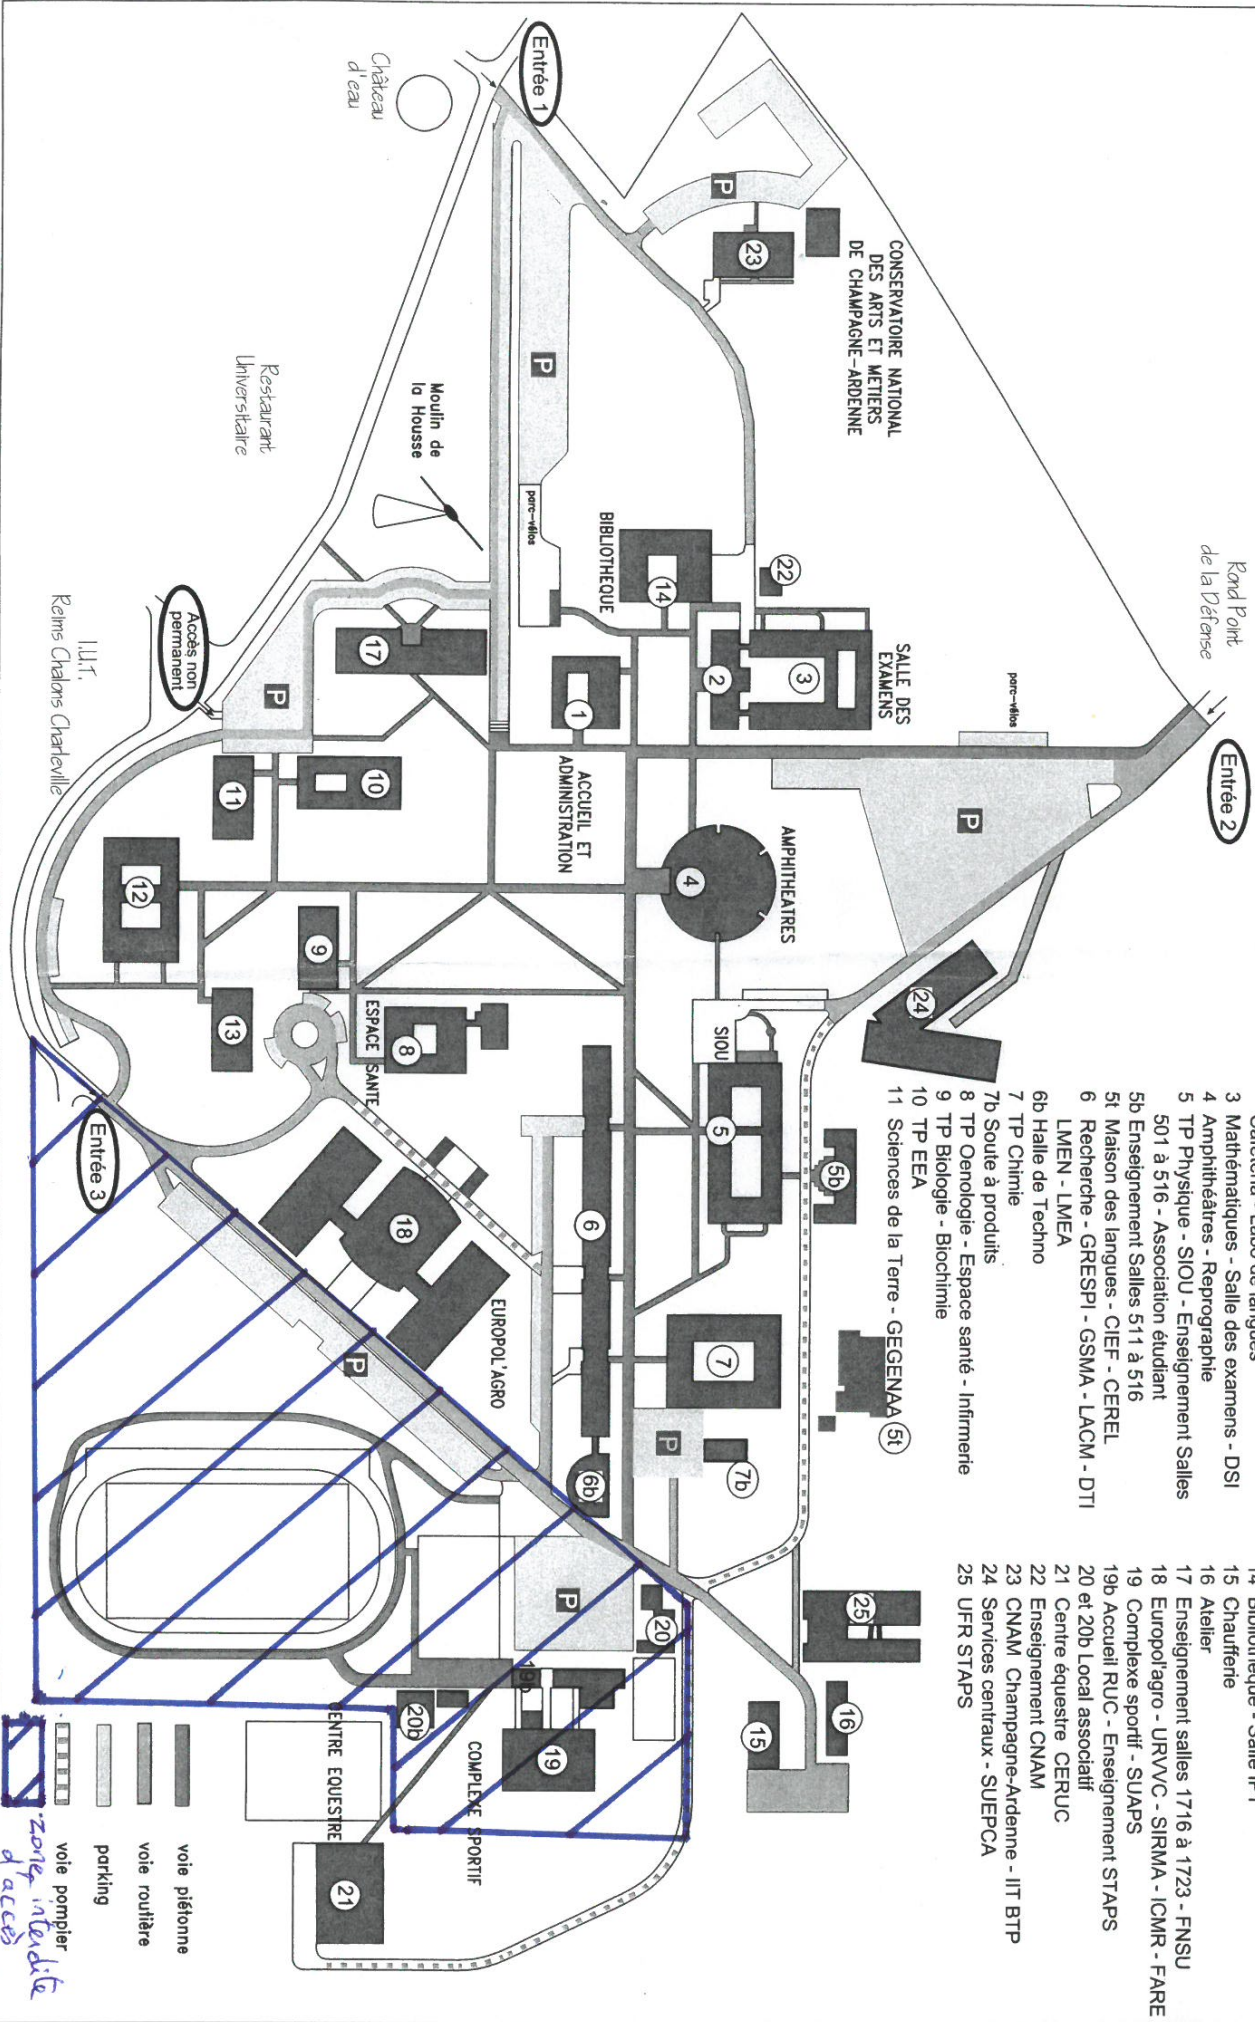 3 Mathématiques - Salle des examens - DSI
4 Amphithéâtres - Reprographie
5 TP Physique - SIOU - Enseignement Salles
501 à 516 - Association étudiant
5b Enseignement Salles 511 à 516
5t Maison des langues - CIEF - CEREL
6 Recherche - GRESPI - GSMA - LACM - DTI
LMEN - LMEA
6b Halle de Techno
7 TP Chimie
7b Soute à produits
8 TP Oenologie - Espace santé - Infirmerie
9 TP Biologie - Biochimie
10 TP EEA
11 Sciences de la Terre - GEGENAA
15 Chaufferie
16 Atelier
17 Enseignement salles 1716 à 1723 - FNSU
18 Europol'agro - URVVC - SIRMA - ICMR - FARE
19 Complexe sportif - SUAPS
19b Accueil RUC - Enseignement STAPS
20 et 20b Local associatif
21 Centre équestre CERUC
22 Enseignement CNAM
23 CNAM Champagne-Ardenne - IIT BTP
24 Services centraux - SUEPCA
25 UFR STAPS
Rond Point
de la Défense
Entrée 2
parc-vélos
P
CONSERVATOIRE NATIONAL
DES ARTS ET METIERS
DE CHAMPAGNE-ARDENNE
23
P
Entrée 1
Château
d'eau
P
parc-vélos
Moulin de
la Housse
Restaurant
Universitaire
BIBLIOTHEQUE
14
22
SALLE DES
EXAMENS
3
2
1
ACCUEIL ET
ADMINISTRATION
17
Accès non
permanent
P
I.U.T.
Reims Chalons Charleville
10
11
12
13
9
ESPACE SANTE
8
AMPHITHEATRES
4
24
SIOU
5
5b
5t
6
6b
7
7b
P
18
EUROPOL'AGRO
Entrée 3
P
P
25
16
15
20
19b
19
20b
COMPLEXE SPORTIF
CENTRE EQUESTRE
21
voie piétonne
voie routière
parking
voie pompier
zone interdite
d'accès